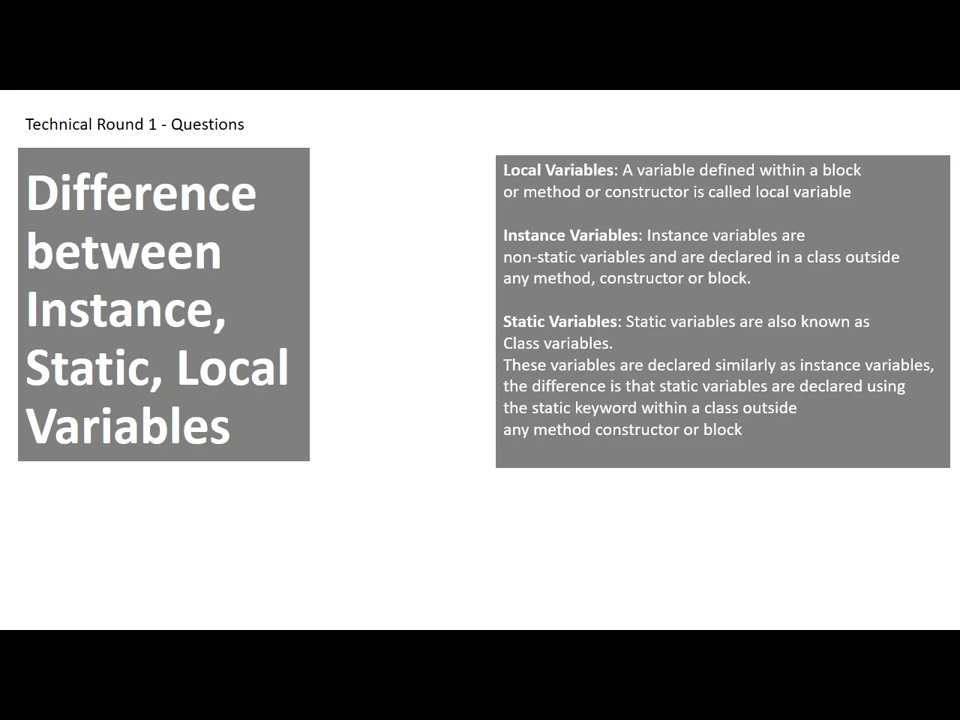 Technical Round 1 - Questions
Difference
between
Instance,
Static, Local
Variables
Local Variables: A variable defined within a block
or method or constructor is called local variable
Instance Variables: Instance variables are
non-static variables and are declared in a class outside
any method, constructor or block.
Static Variables: Static variables are also known as
Class variables.
These variables are declared similarly as instance variables,
the difference is that static variables are declared using
the static keyword within a class outside
any method constructor or block